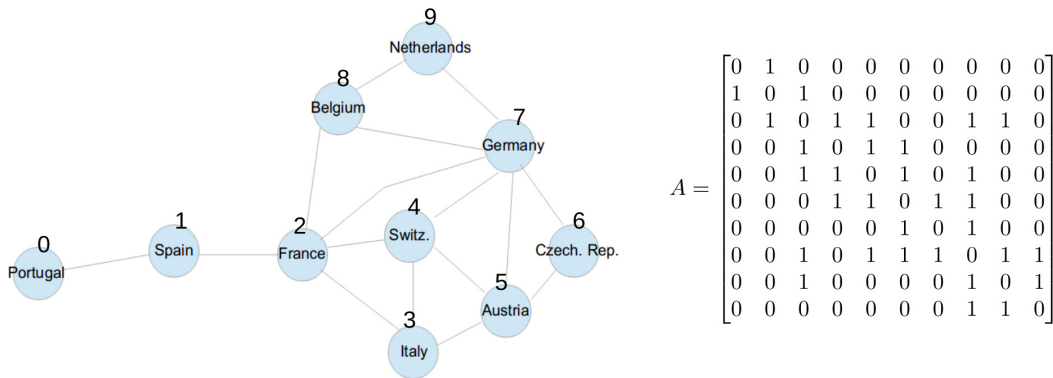 9
Netherlands
8
Belgium
7
Germany
4
Switz.
6
Czech. Rep.
2
France
1
Spain
0
Portugal
5
Austria
3
Italy
A =
0 1 0 0 0 0 0 0 0 0
1 0 1 0 0 0 0 0 0 0
0 1 0 1 1 0 0 1 1 0
0 0 1 0 1 1 0 0 0 0
0 0 1 1 0 1 0 1 0 0
0 0 0 1 1 0 1 1 0 0
0 0 0 0 0 1 0 1 0 0
0 0 1 0 1 1 1 0 1 1
0 0 1 0 0 0 0 1 0 1
0 0 0 0 0 0 0 1 1 0